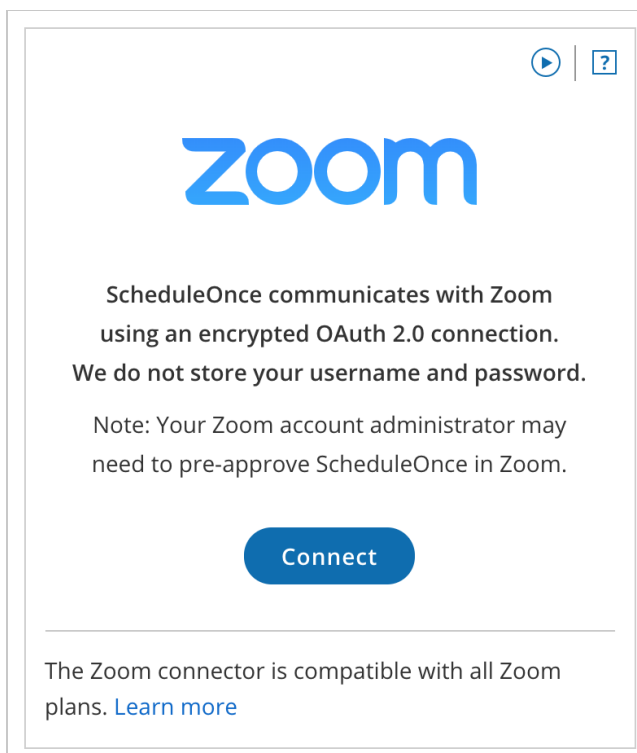 ?
zoom
ScheduleOnce communicates with Zoom
using an encrypted OAuth 2.0 connection.
We do not store your username and password.
Note: Your Zoom account administrator may
need to pre-approve ScheduleOnce in Zoom.
Connect
The Zoom connector is compatible with all Zoom
plans. Learn more